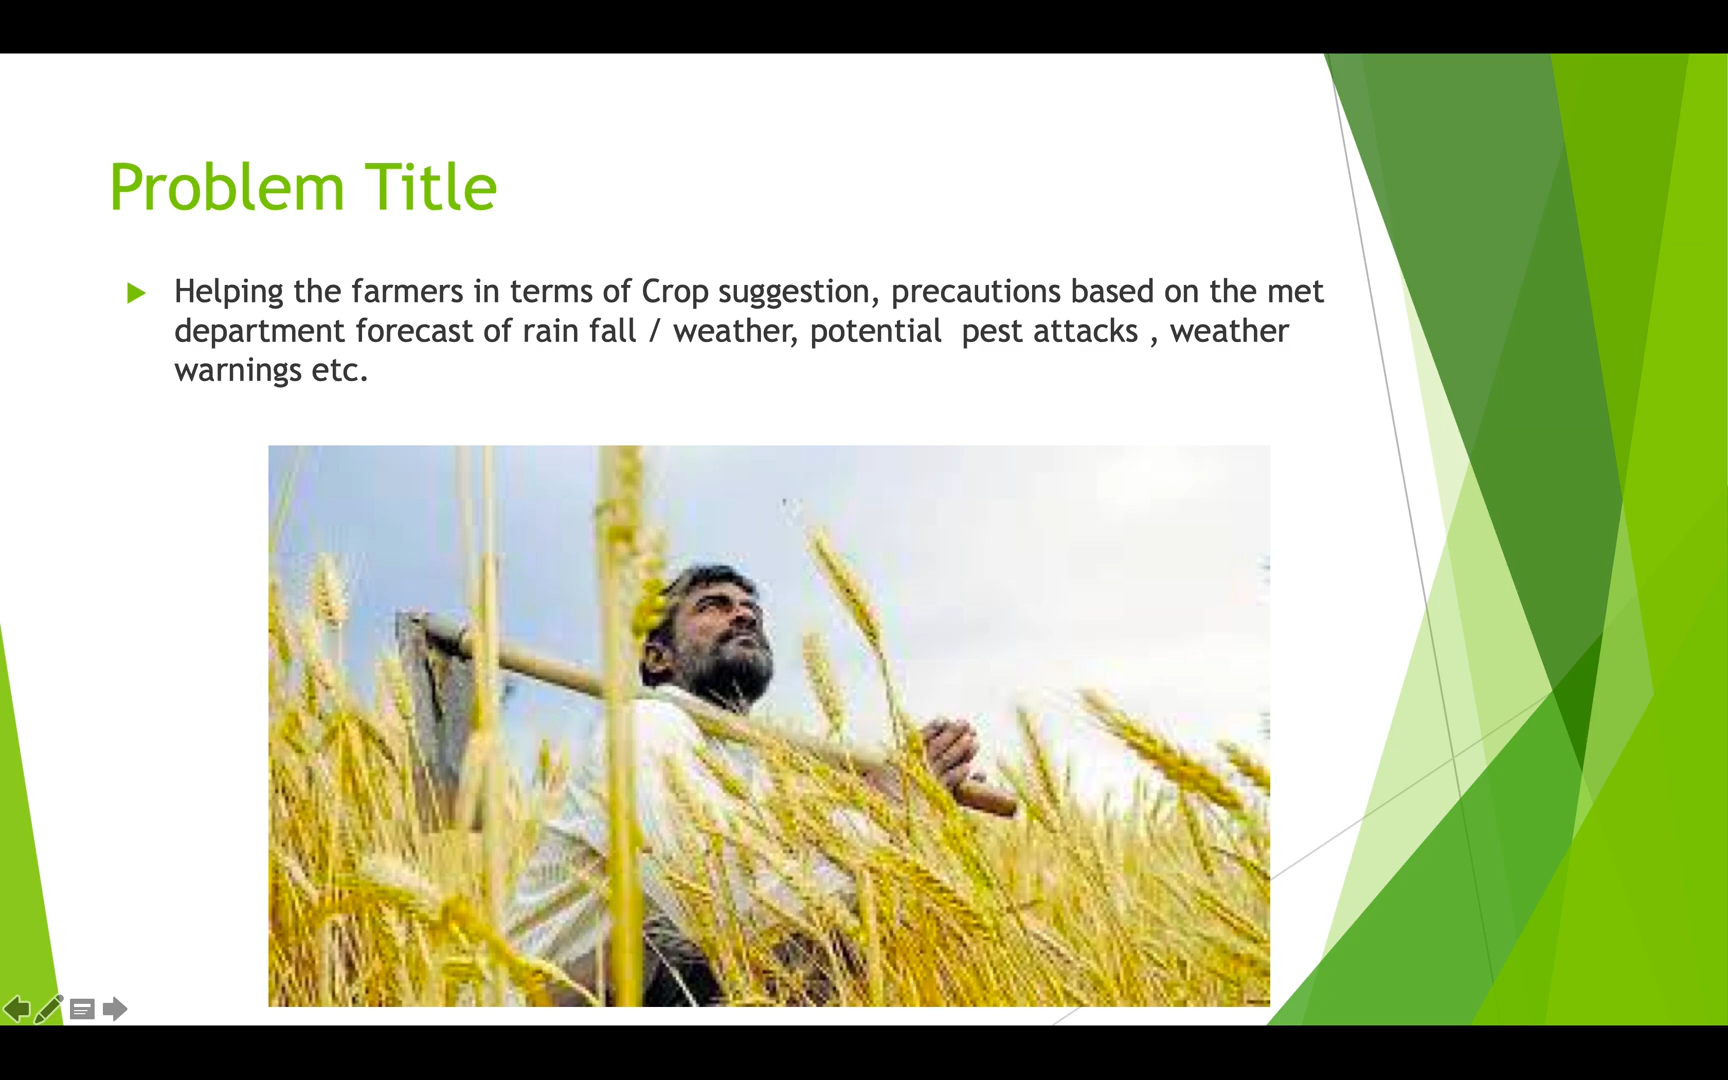 Problem Title
Helping the farmers in terms of Crop suggestion, precautions based on the met
department forecast of rain fall / weather, potential  pest attacks , weather
warnings etc.